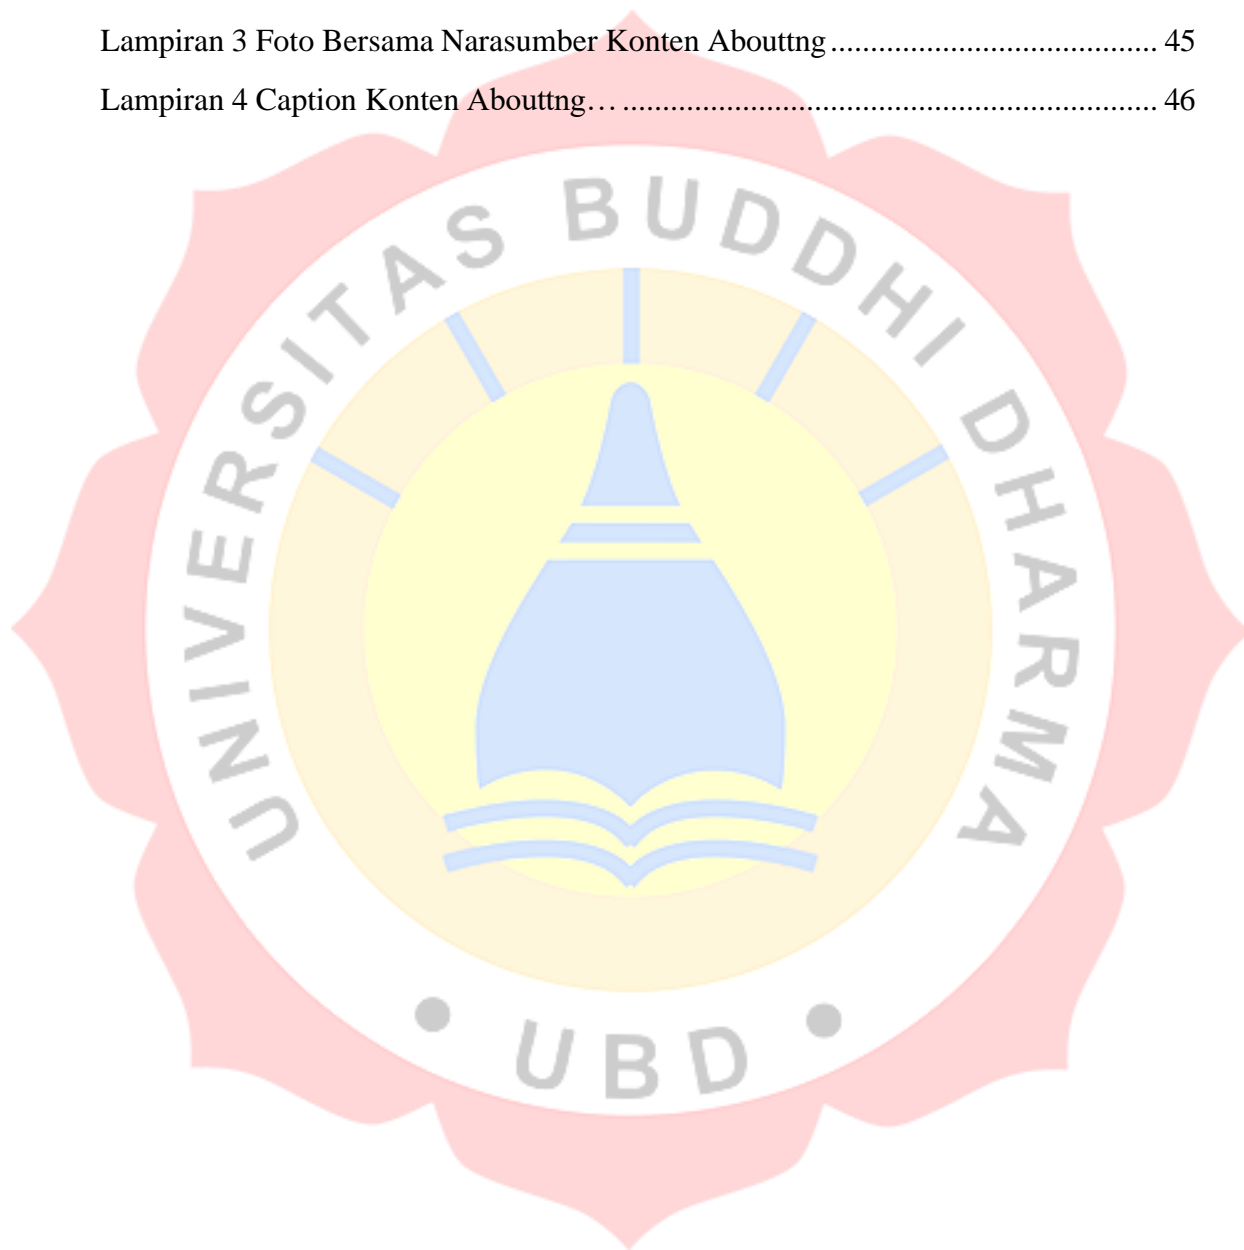 Lampiran 3 Foto Bersama Narasumber Konten Abouttng ......................................... 45
Lampiran 4 Caption Konten Abouttng… ................................................................... 46
UNIVERSITAS BUDDHI DHARMA
• UBD •